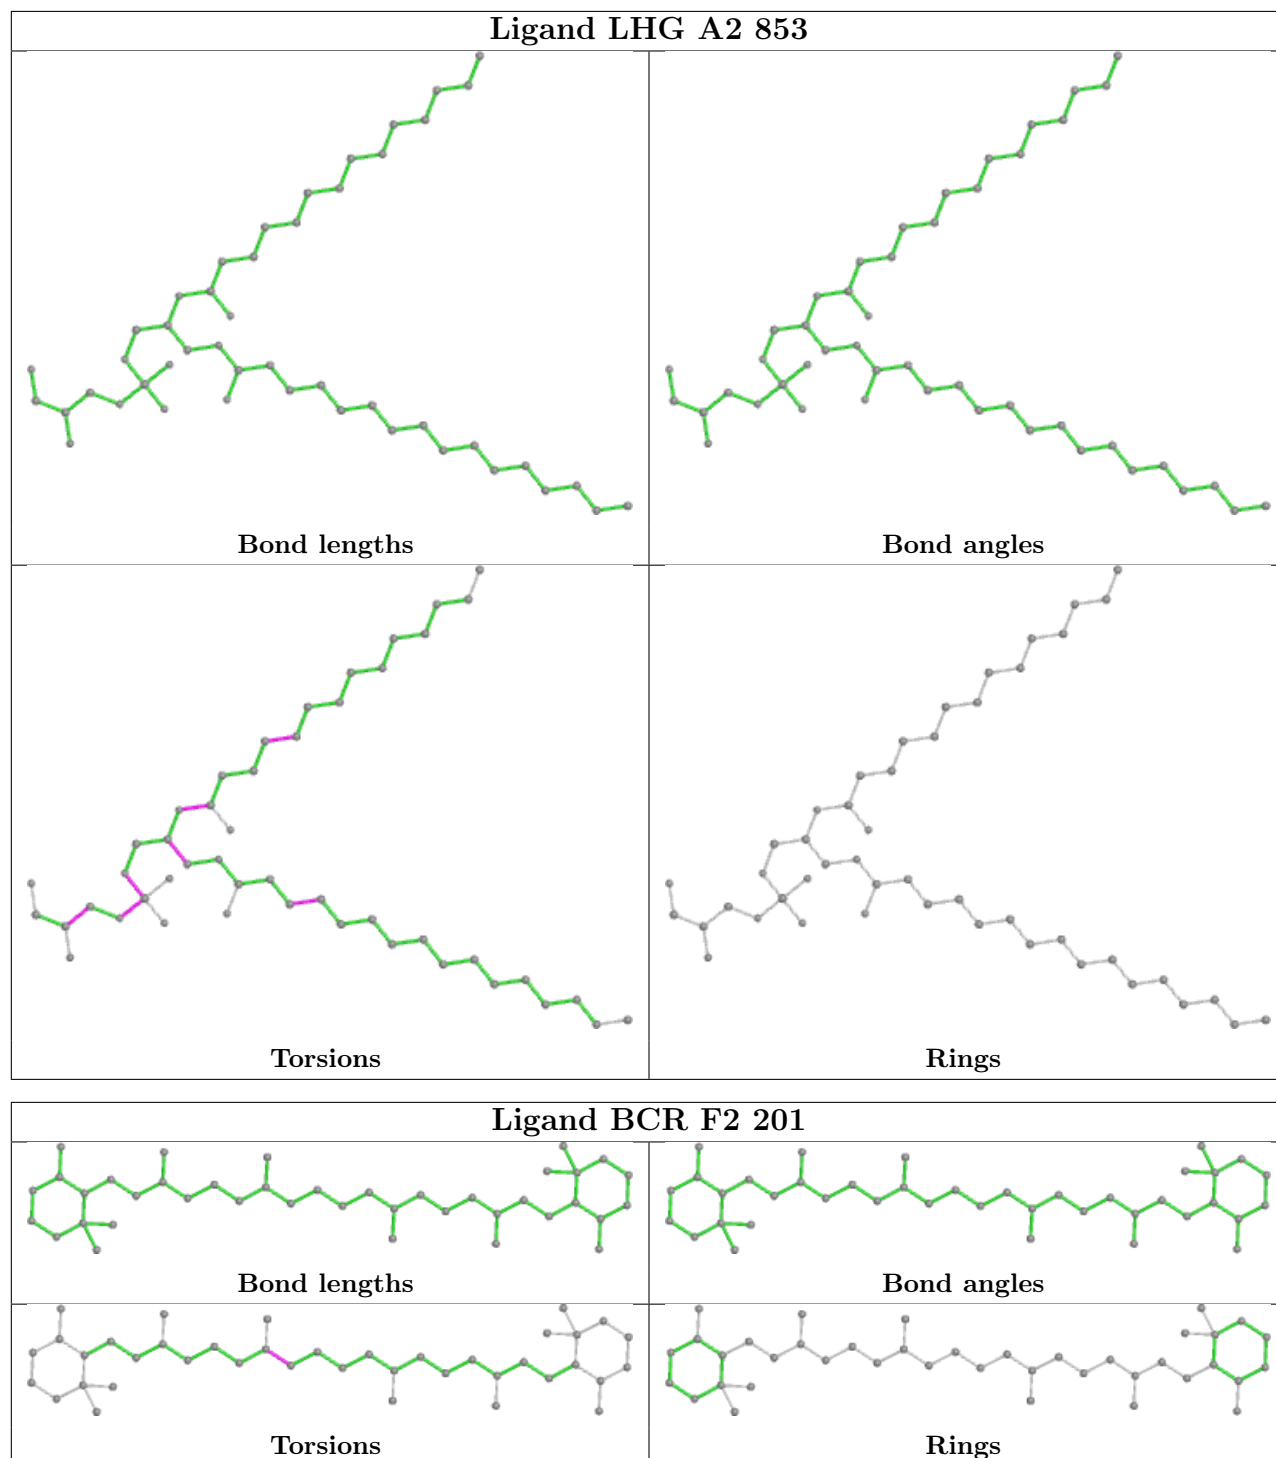 Ligand LHG A2 853
Bond lengths
Bond angles
Torsions
Rings
Ligand BCR F2 201
Bond lengths
Bond angles
Torsions
Rings